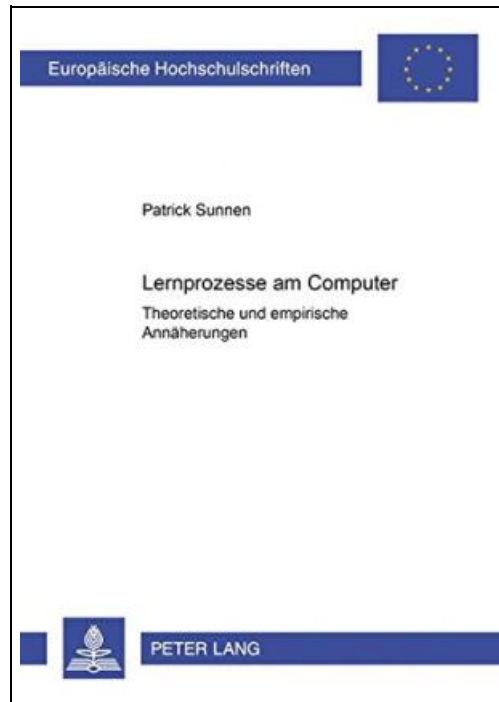 Europäische Hochschulschriften
Patrick Sunnen
Lernprozesse am Computer
Theoretische und empirische
Annäherungen
PETER LANG